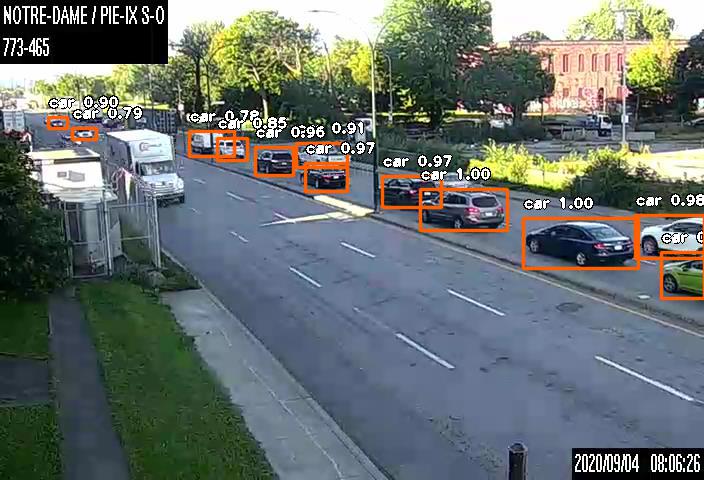 NOTRE-DAME / PIE-IX S-O
773-465
car 0.90
car 0.79
car 0.78
0.85
car 0.96
0.91
car 0.97
car 0.97
car 1.00
car 1.00
car 0.98
car 0
2020/09/04 08:06:26